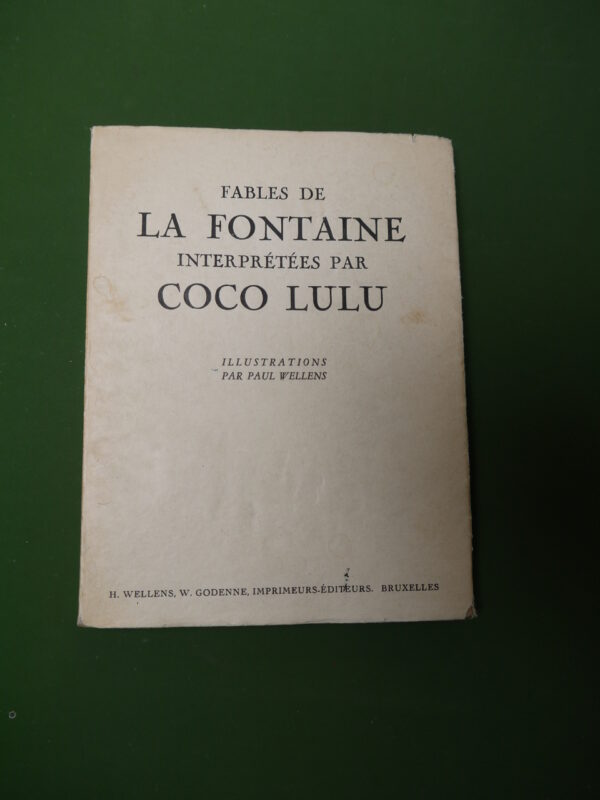 FABLES DE
LA FONTAINE
INTERPRÉTÉES PAR
COCO LULU
ILLUSTRATIONS
PAR PAUL WELLENS
H. WELLENS, W. GODENNE, IMPRIMEURS-ÉDITEURS. BRUXELLES